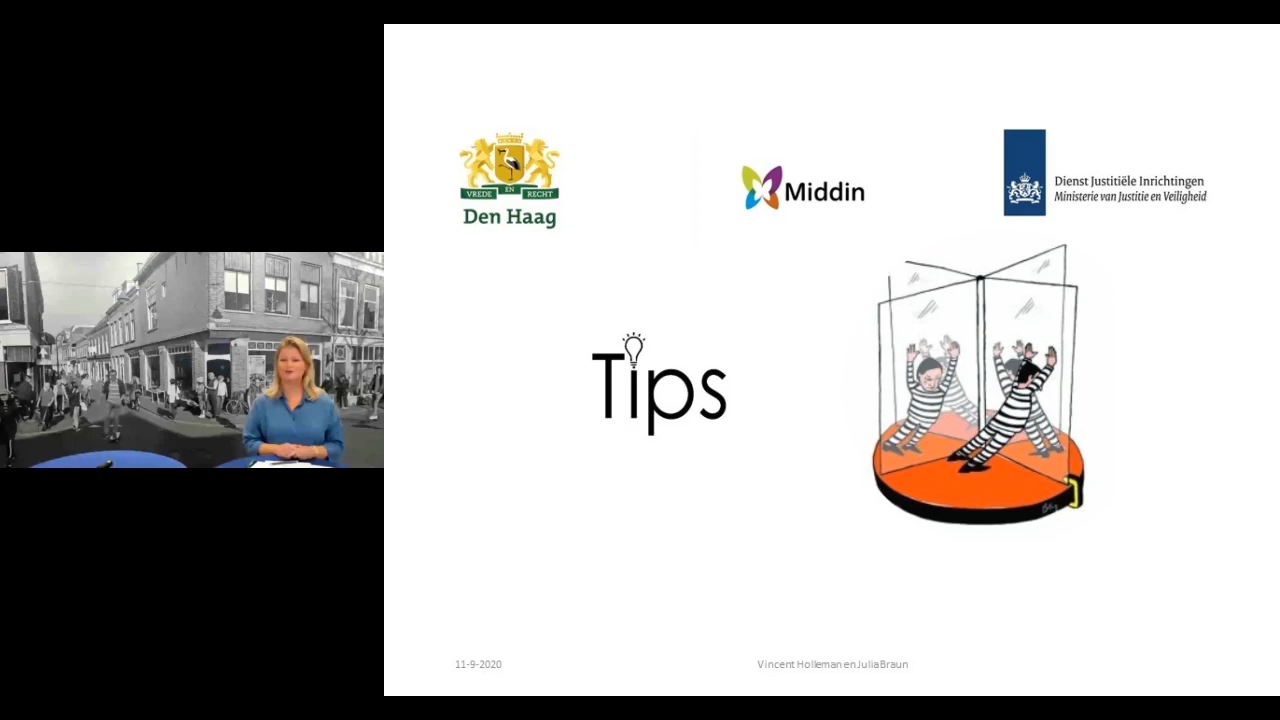 VREDE EN RECHT
Den Haag
Middin
Dienst Justitiële Inrichtingen
Ministerie van Justitie en Veiligheid
Tips
11-9-2020
Vincent Holleman en Julia Braun